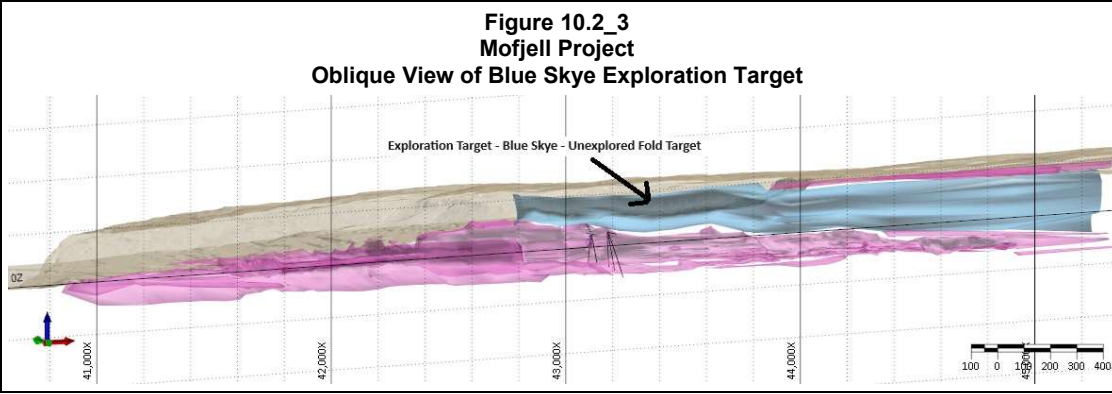 Figure 10.2_3
Mofjell Project
Oblique View of Blue Skye Exploration Target
Exploration Target - Blue Skye - Unexplored Fold Target
0Z
41,000X
42,000X
43,000X
44,000X
100 0 100 200 300 400